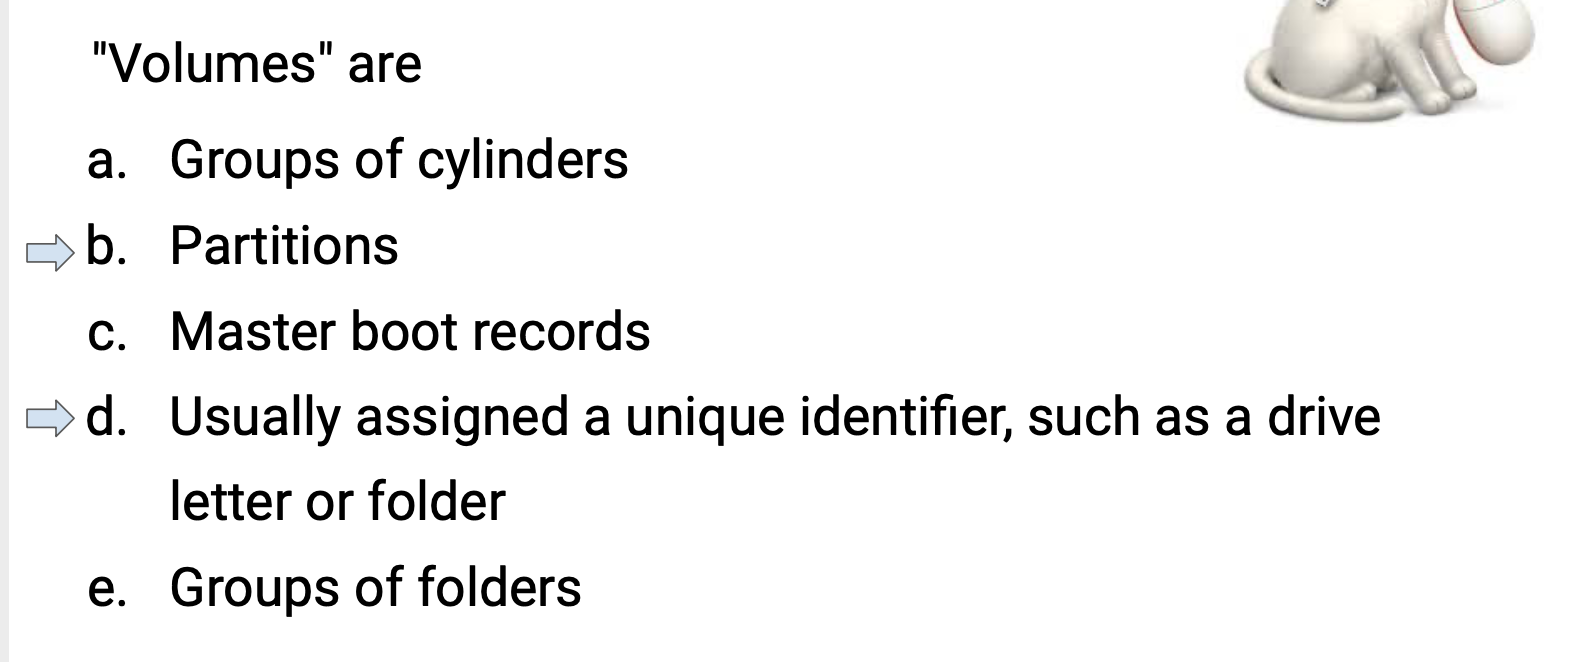 "Volumes" are
a. Groups of cylinders
b. Partitions
c. Master boot records
d. Usually assigned a unique identifier, such as a drive
letter or folder
e. Groups of folders